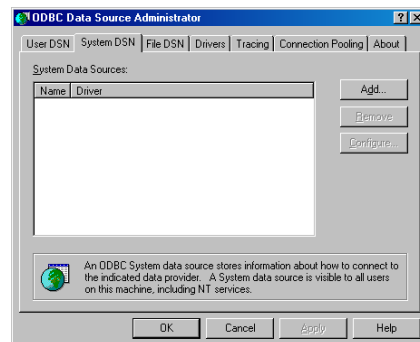 ODBC Data Source Administrator
User DSN System DSN File DSN Drivers Tracing Connection Pooling About
System Data Sources:
Name Driver
Add...
Remove
Configure...
An ODBC System data source stores information about how to connect to
the indicated data provider. A System data source is visible to all users
on this machine, including NT services.
OK Cancel Apply Help